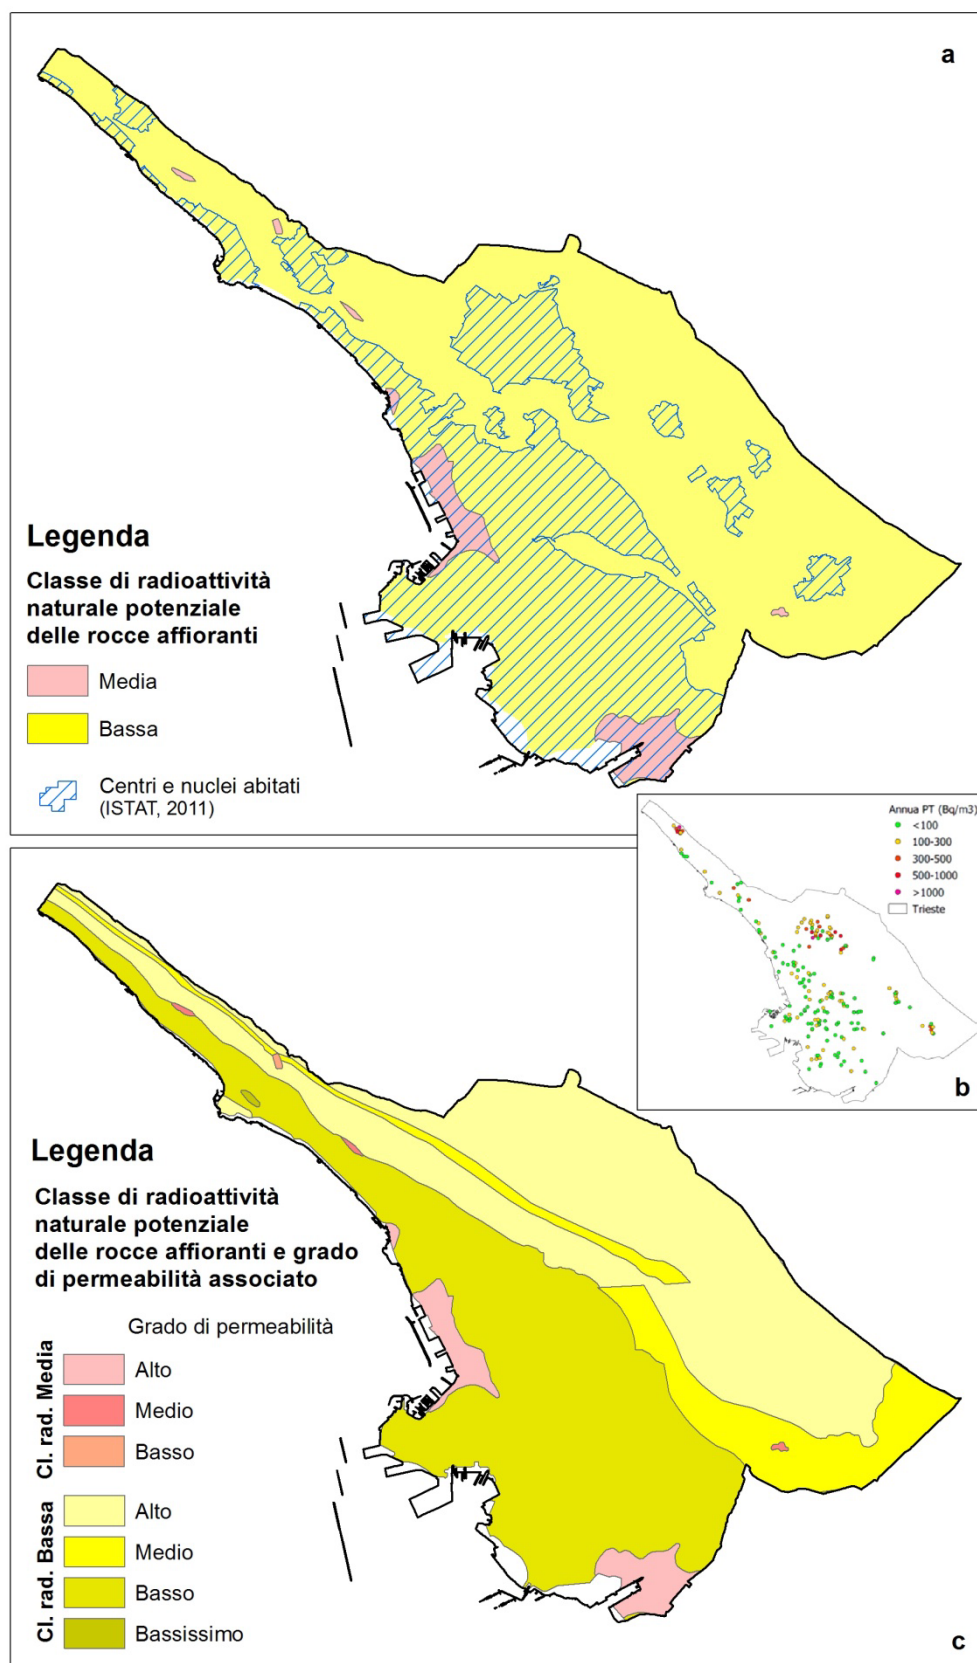 a
Legenda
Classe di radioattività
naturale potenziale
delle rocce affioranti
Media
Bassa
Centri e nuclei abitati
(ISTAT, 2011)
Annua PT (Bq/m3)
<100
100-300
300-500
500-1000
>1000
Trieste
b
Legenda
Classe di radioattività
naturale potenziale
delle rocce affioranti e grado
di permeabilità associato
Grado di permeabilità
Cl. rad. Media
Alto
Medio
Basso
Cl. rad. Bassa
Alto
Medio
Basso
Bassissimo
c